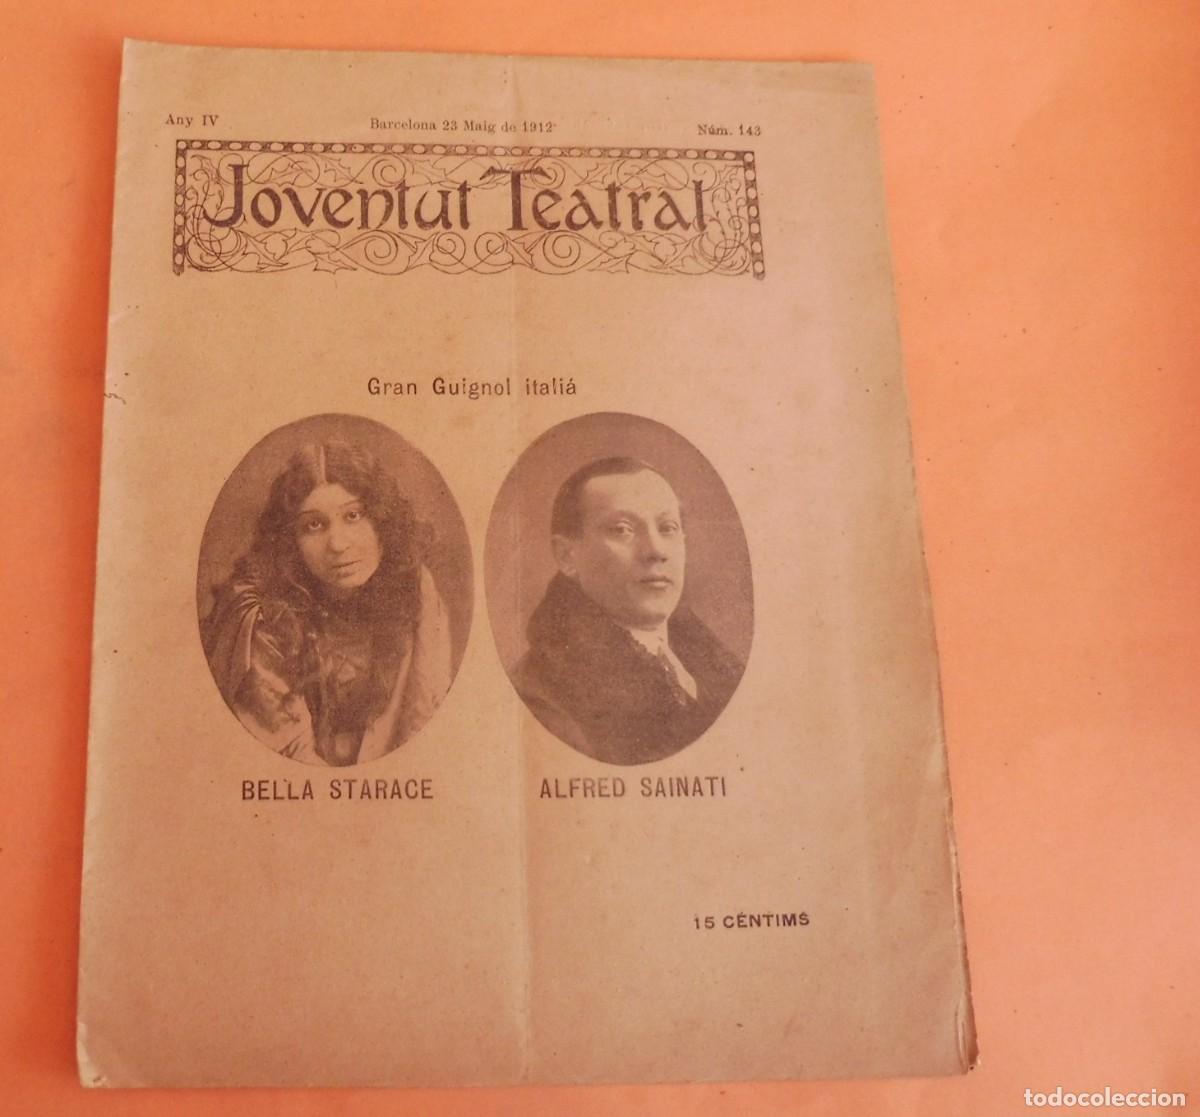 Any IV
Barcelona 23 Maig de 1912
Núm. 143
Joventut Teatral
Gran Guignol italiá
BELLA STARACE
ALFRED SAINATI
15 CÉNTIMS
todocoleccion